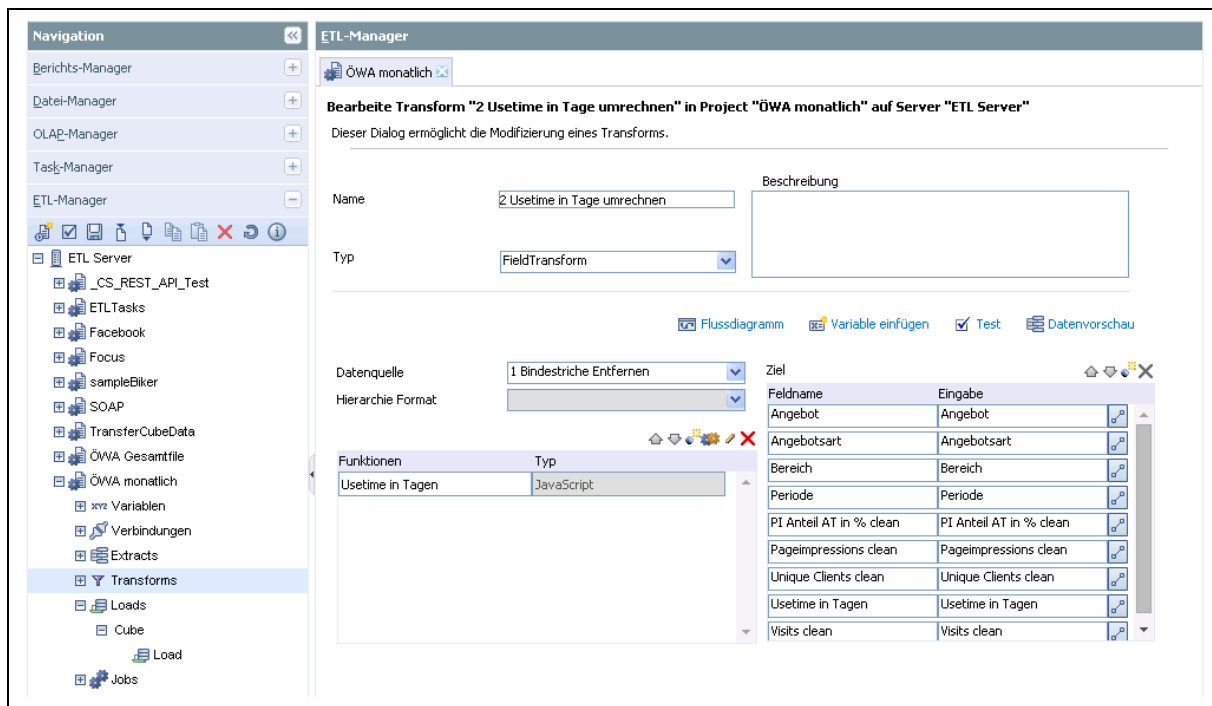 Navigation
Berichts-Manager
Datei-Manager
OLAP-Manager
Task-Manager
ETL-Manager
ETL Server
_CS_REST_API_Test
ETLTasks
Facebook
Focus
sampleBiker
SOAP
TransferCubeData
ÖWA Gesamtfile
ÖWA monatlich
XYZ Variablen
Verbindungen
Extracts
Transforms
Loads
Cube
Load
Jobs
ETL-Manager
ÖWA monatlich
Bearbeite Transform "2 Usetime in Tage umrechnen" in Project "ÖWA monatlich" auf Server "ETL Server"
Dieser Dialog ermöglicht die Modifizierung eines Transforms.
Name 2 Usetime in Tage umrechnen
Beschreibung
Typ FieldTransform
Flussdiagramm Variable einfügen Test Datenvorschau
Datenquelle 1 Bindestriche Entfernen
Hierarchie Format
Funktionen Typ
Usetime in Tagen JavaScript
Ziel
Feldname Eingabe
Angebot Angebot
Angebotsart Angebotsart
Bereich Bereich
Periode Periode
PI Anteil AT in % clean PI Anteil AT in % clean
Pageimpressions clean Pageimpressions clean
Unique Clients clean Unique Clients clean
Usetime in Tagen Usetime in Tagen
Visits clean Visits clean